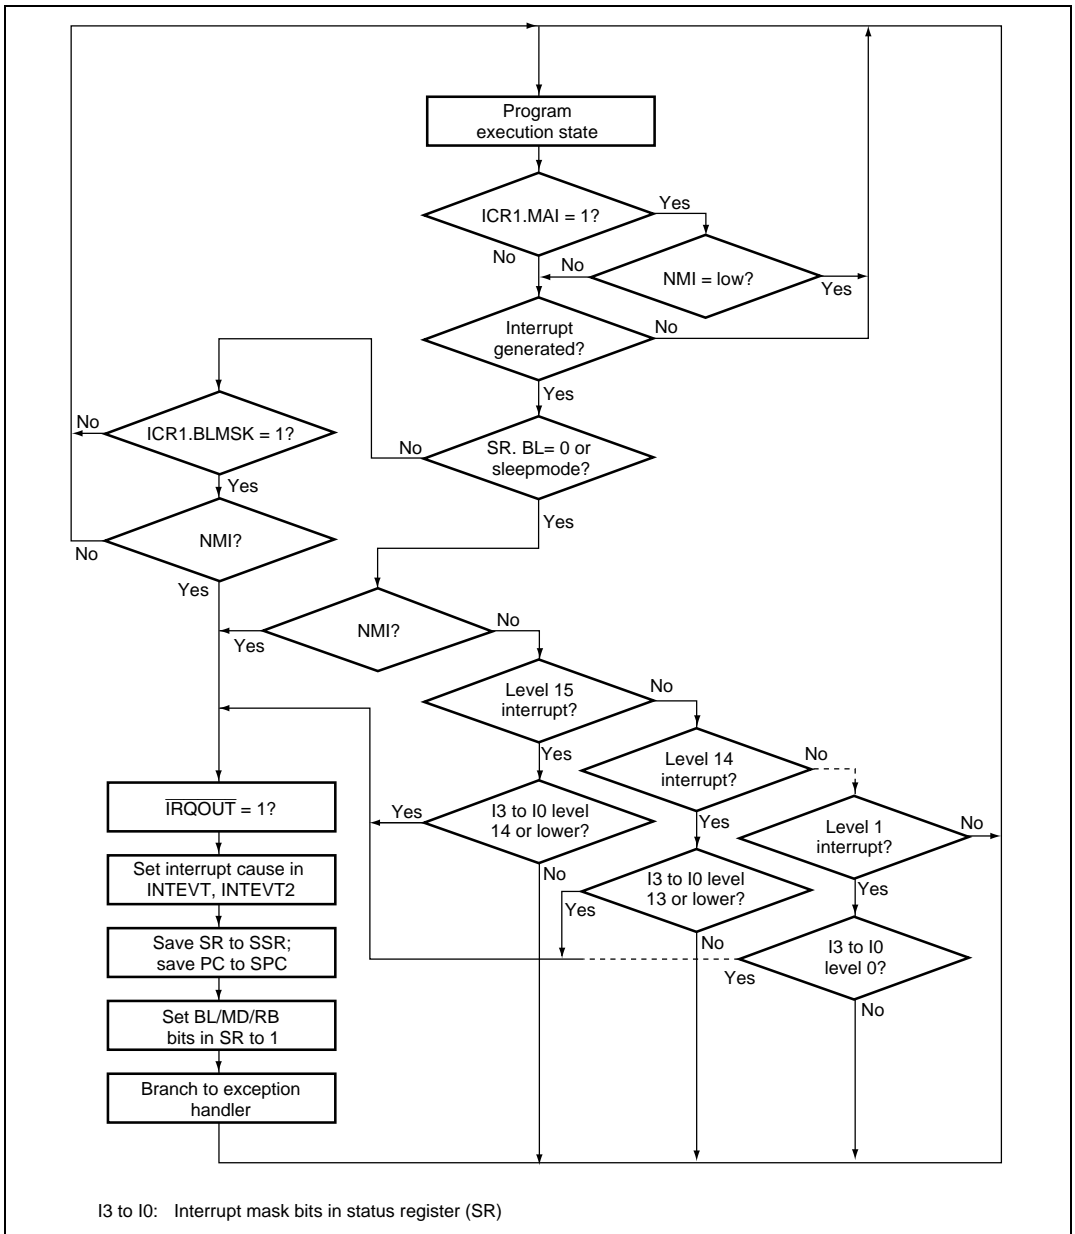 Program
execution state
ICR1.MAI = 1?
Yes
No
NMI = low?
No
Yes
Interrupt
generated?
No
Yes
ICR1.BLMSK = 1?
No
Yes
SR. BL= 0 or
sleepmode?
No
Yes
NMI?
No
Yes
NMI?
Yes
No
Level 15
interrupt?
No
Yes
Level 14
interrupt?
No
Yes
IRQOUT = 1?
I3 to I0 level
14 or lower?
Yes
No
Level 1
interrupt?
No
Yes
Set interrupt cause in
INTEVT, INTEVT2
I3 to I0 level
13 or lower?
Yes
No
Save SR to SSR;
save PC to SPC
I3 to I0
level 0?
Yes
No
Set BL/MD/RB
bits in SR to 1
Branch to exception
handler
I3 to I0: Interrupt mask bits in status register (SR)